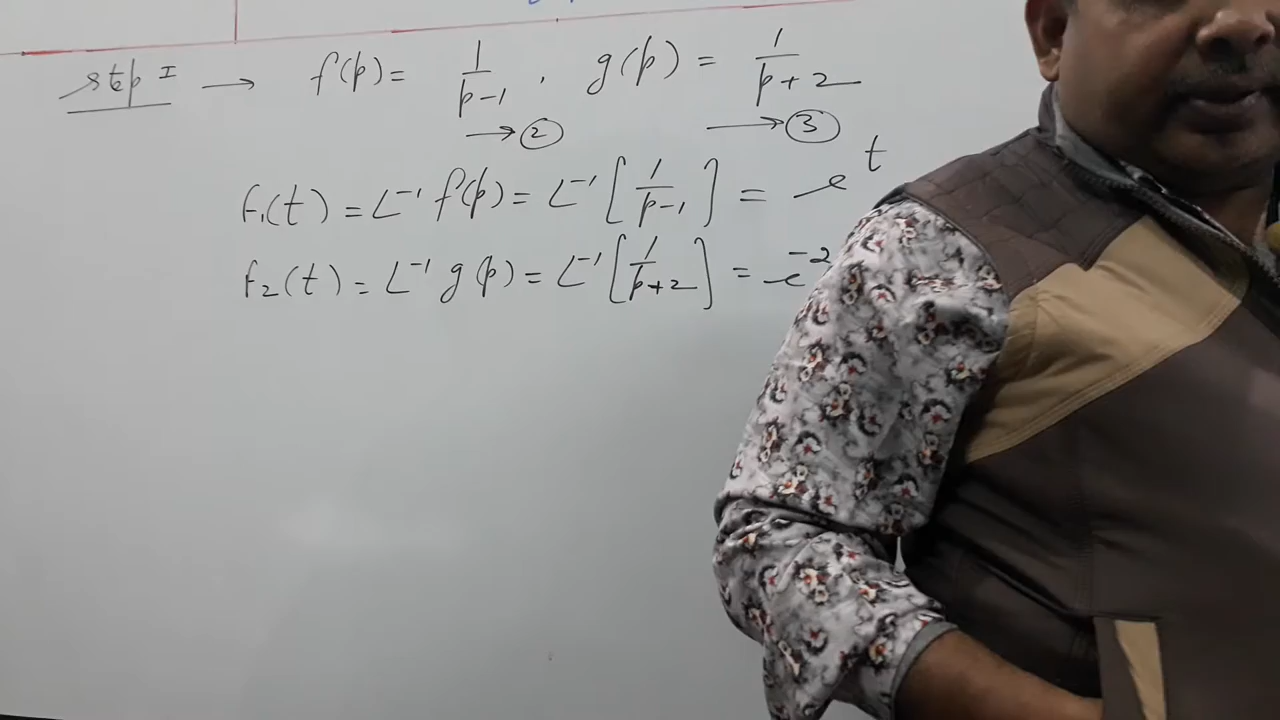 step I → f(p) = 1/(p-1) , g(p) = 1/(p+2)
→ ② → ③
F₁(t) = L⁻¹ f(p) = L⁻¹ [1/(p-1)] = e^t
F₂(t) = L⁻¹ g(p) = L⁻¹ [1/(p+2)] = e^-2